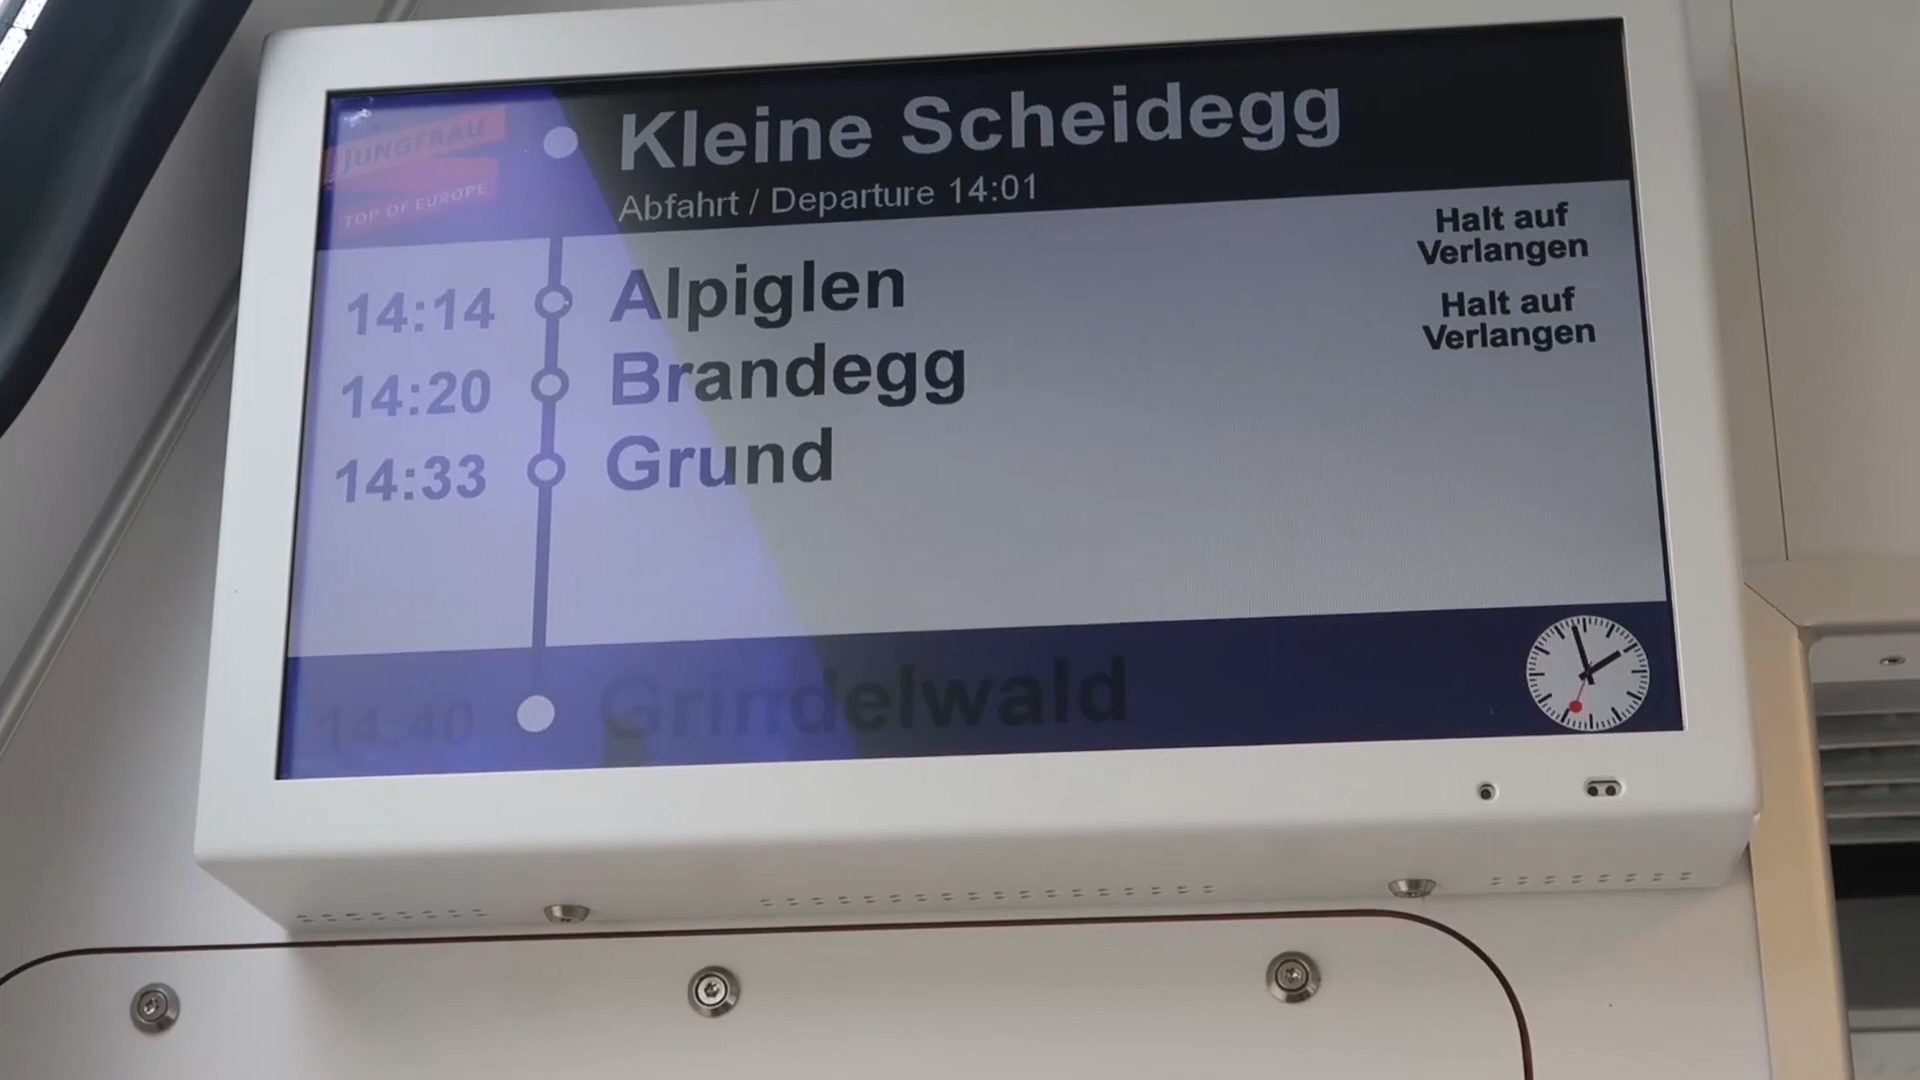 JUNGFRAU
TOP OF EUROPE
Kleine Scheidegg
Abfahrt / Departure 14:01
Halt auf
Verlangen
14:14 Alpiglen
Halt auf
Verlangen
14:20 Brandegg
14:33 Grund
14:40 Grindelwald